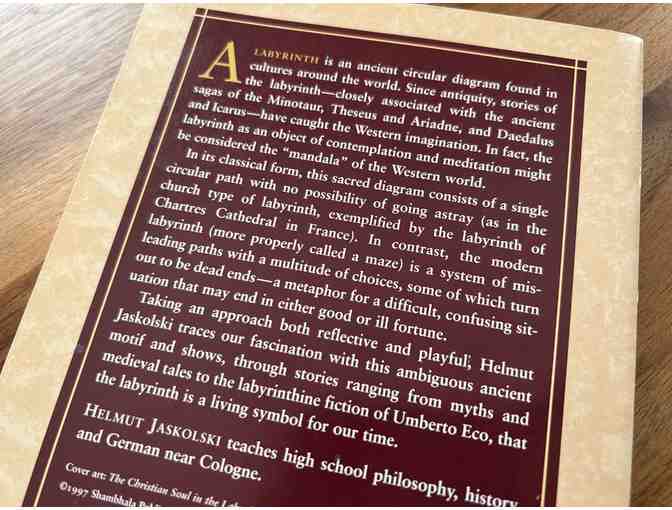 A LABYRINTH is an ancient circular diagram found in
cultures around the world. Since antiquity, stories of
the labyrinth—closely associated with the ancient
sagas of the Minotaur, Theseus and Ariadne, and Daedalus
and Icarus—have caught the Western imagination. In fact, the
labyrinth as an object of contemplation and meditation might
be considered the “mandala” of the Western world.
In its classical form, this sacred diagram consists of a single
circular path with no possibility of going astray (as in the
church type of labyrinth, exemplified by the labyrinth of
Chartres Cathedral in France). In contrast, the modern
labyrinth (more properly called a maze) is a system of mis-
leading paths with a multitude of choices, some of which turn
out to be dead ends—a metaphor for a difficult, confusing sit-
uation that may end in either good or ill fortune.
Taking an approach both reflective and playful, Helmut
Jaskolski traces our fascination with this ambiguous ancient
motif and shows, through stories ranging from myths and
medieval tales to the labyrinthine fiction of Umberto Eco, that
the labyrinth is a living symbol for our time.
HELMUT JASKOLSKI teaches high school philosophy, history,
and German near Cologne.
Cover art: The Christian Soul in the
©1997 Shambhala